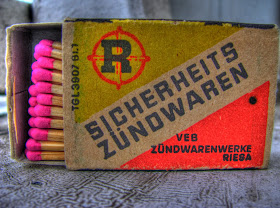 R
TGL 3907 Bl.1
SICHERHEITS
ZÜNDWAREN
VEB
ZÜNDWARENWERKE
RIESA